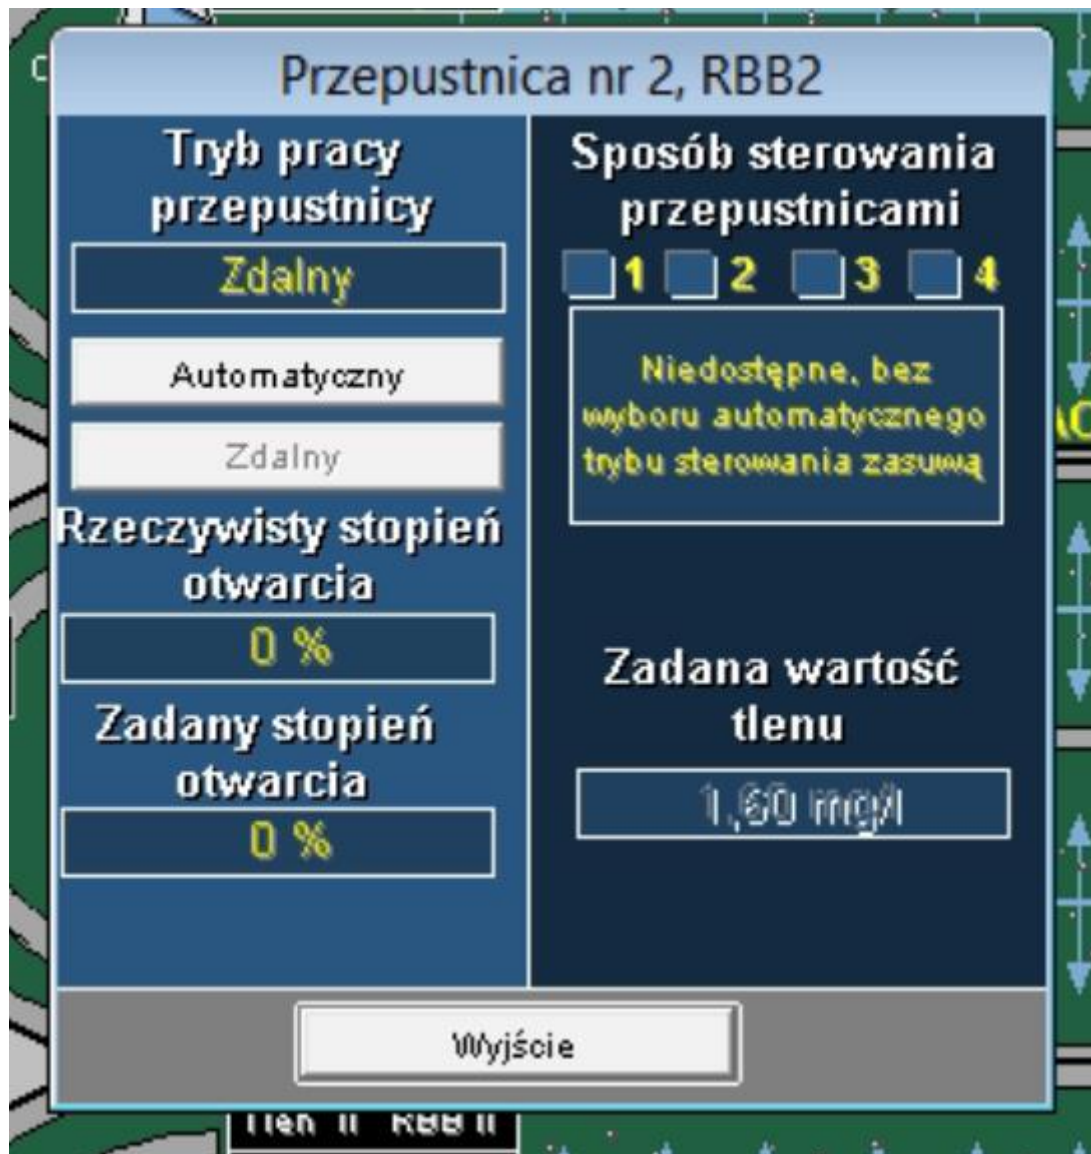 Przepustnica nr 2, RBB2
Tryb pracy
przepustnicy
Zdalny
Automatyczny
Zdalny
Rzeczywisty stopień
otwarcia
0 %
Zadany stopień
otwarcia
0 %
Sposób sterowania
przepustnicami
1 2 3 4
Niedostępne, bez
wyboru automatycznego
trybu sterowania zasuwą
Zadana wartość
tlenu
1,60 mg/l
Wyjście
Tlen II RBB II